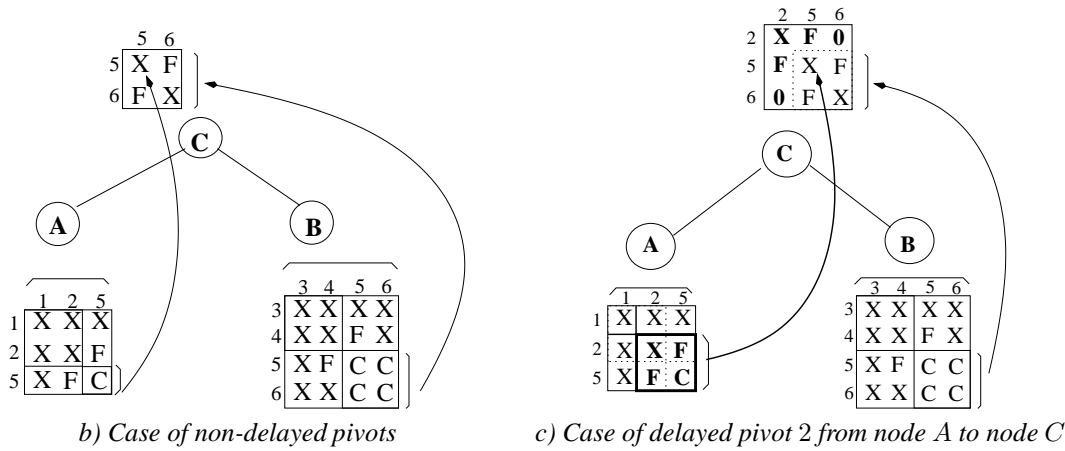 5 6
5 X F
6 F X
C
A
B
1 2 5
1 X X X
2 X X F
5 X F C
3 4 5 6
3 X X X X
4 X X F X
5 X F C C
6 X X C C
b) Case of non-delayed pivots
2 5 6
2 X F 0
5 F X F
6 0 F X
C
A
B
1 2 5
1 X X X
2 X X F
5 X F C
3 4 5 6
3 X X X X
4 X X F X
5 X F C C
6 X X C C
c) Case of delayed pivot 2 from node A to node C